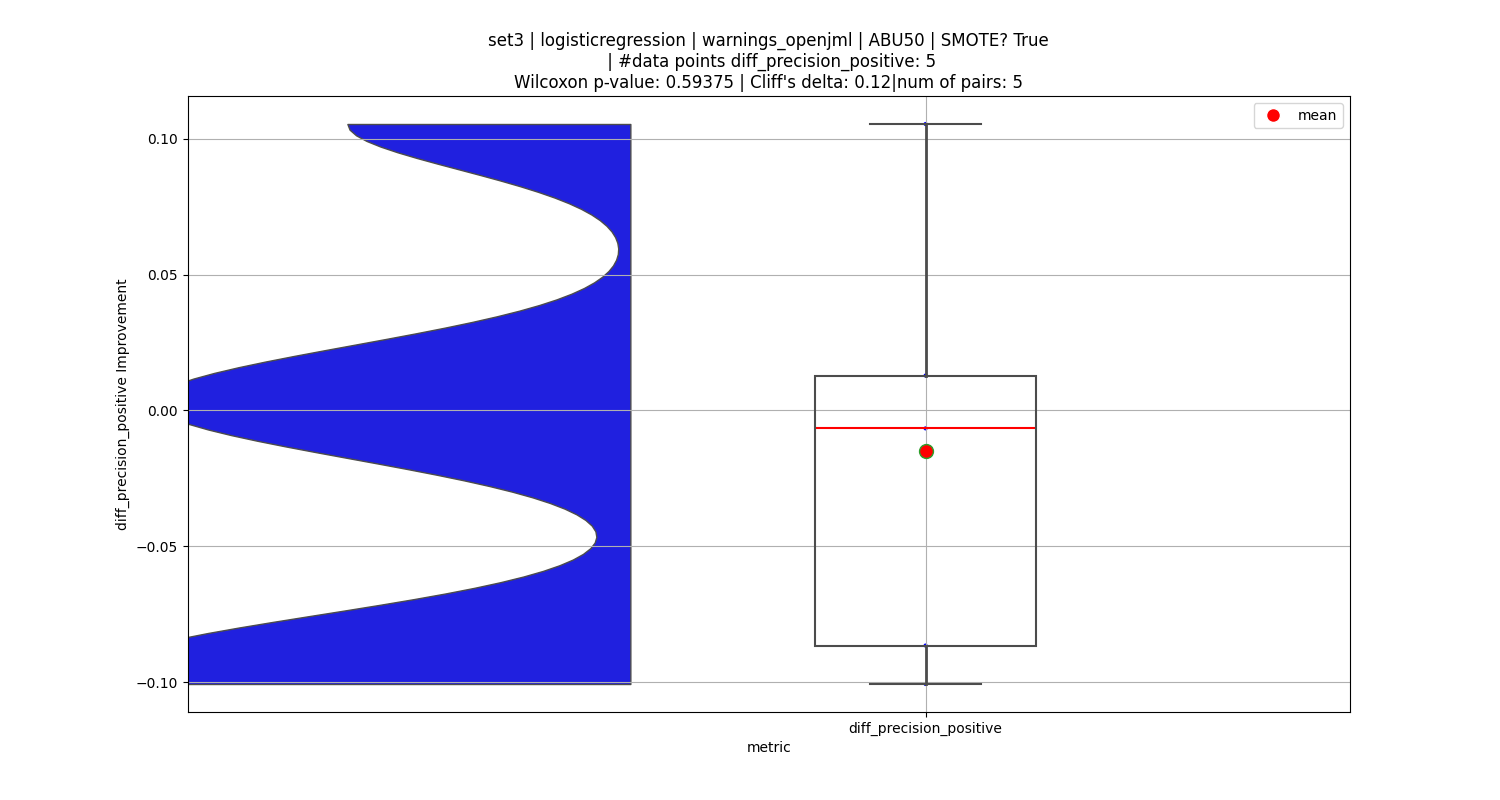 set3 | logisticregression | warnings_openjml | ABU50 | SMOTE? True
| #data points diff_precision_positive: 5
Wilcoxon p-value: 0.59375 | Cliff's delta: 0.12|num of pairs: 5
mean
0.10
0.05
0.00
−0.05
−0.10
diff_precision_positive Improvement
diff_precision_positive
metric